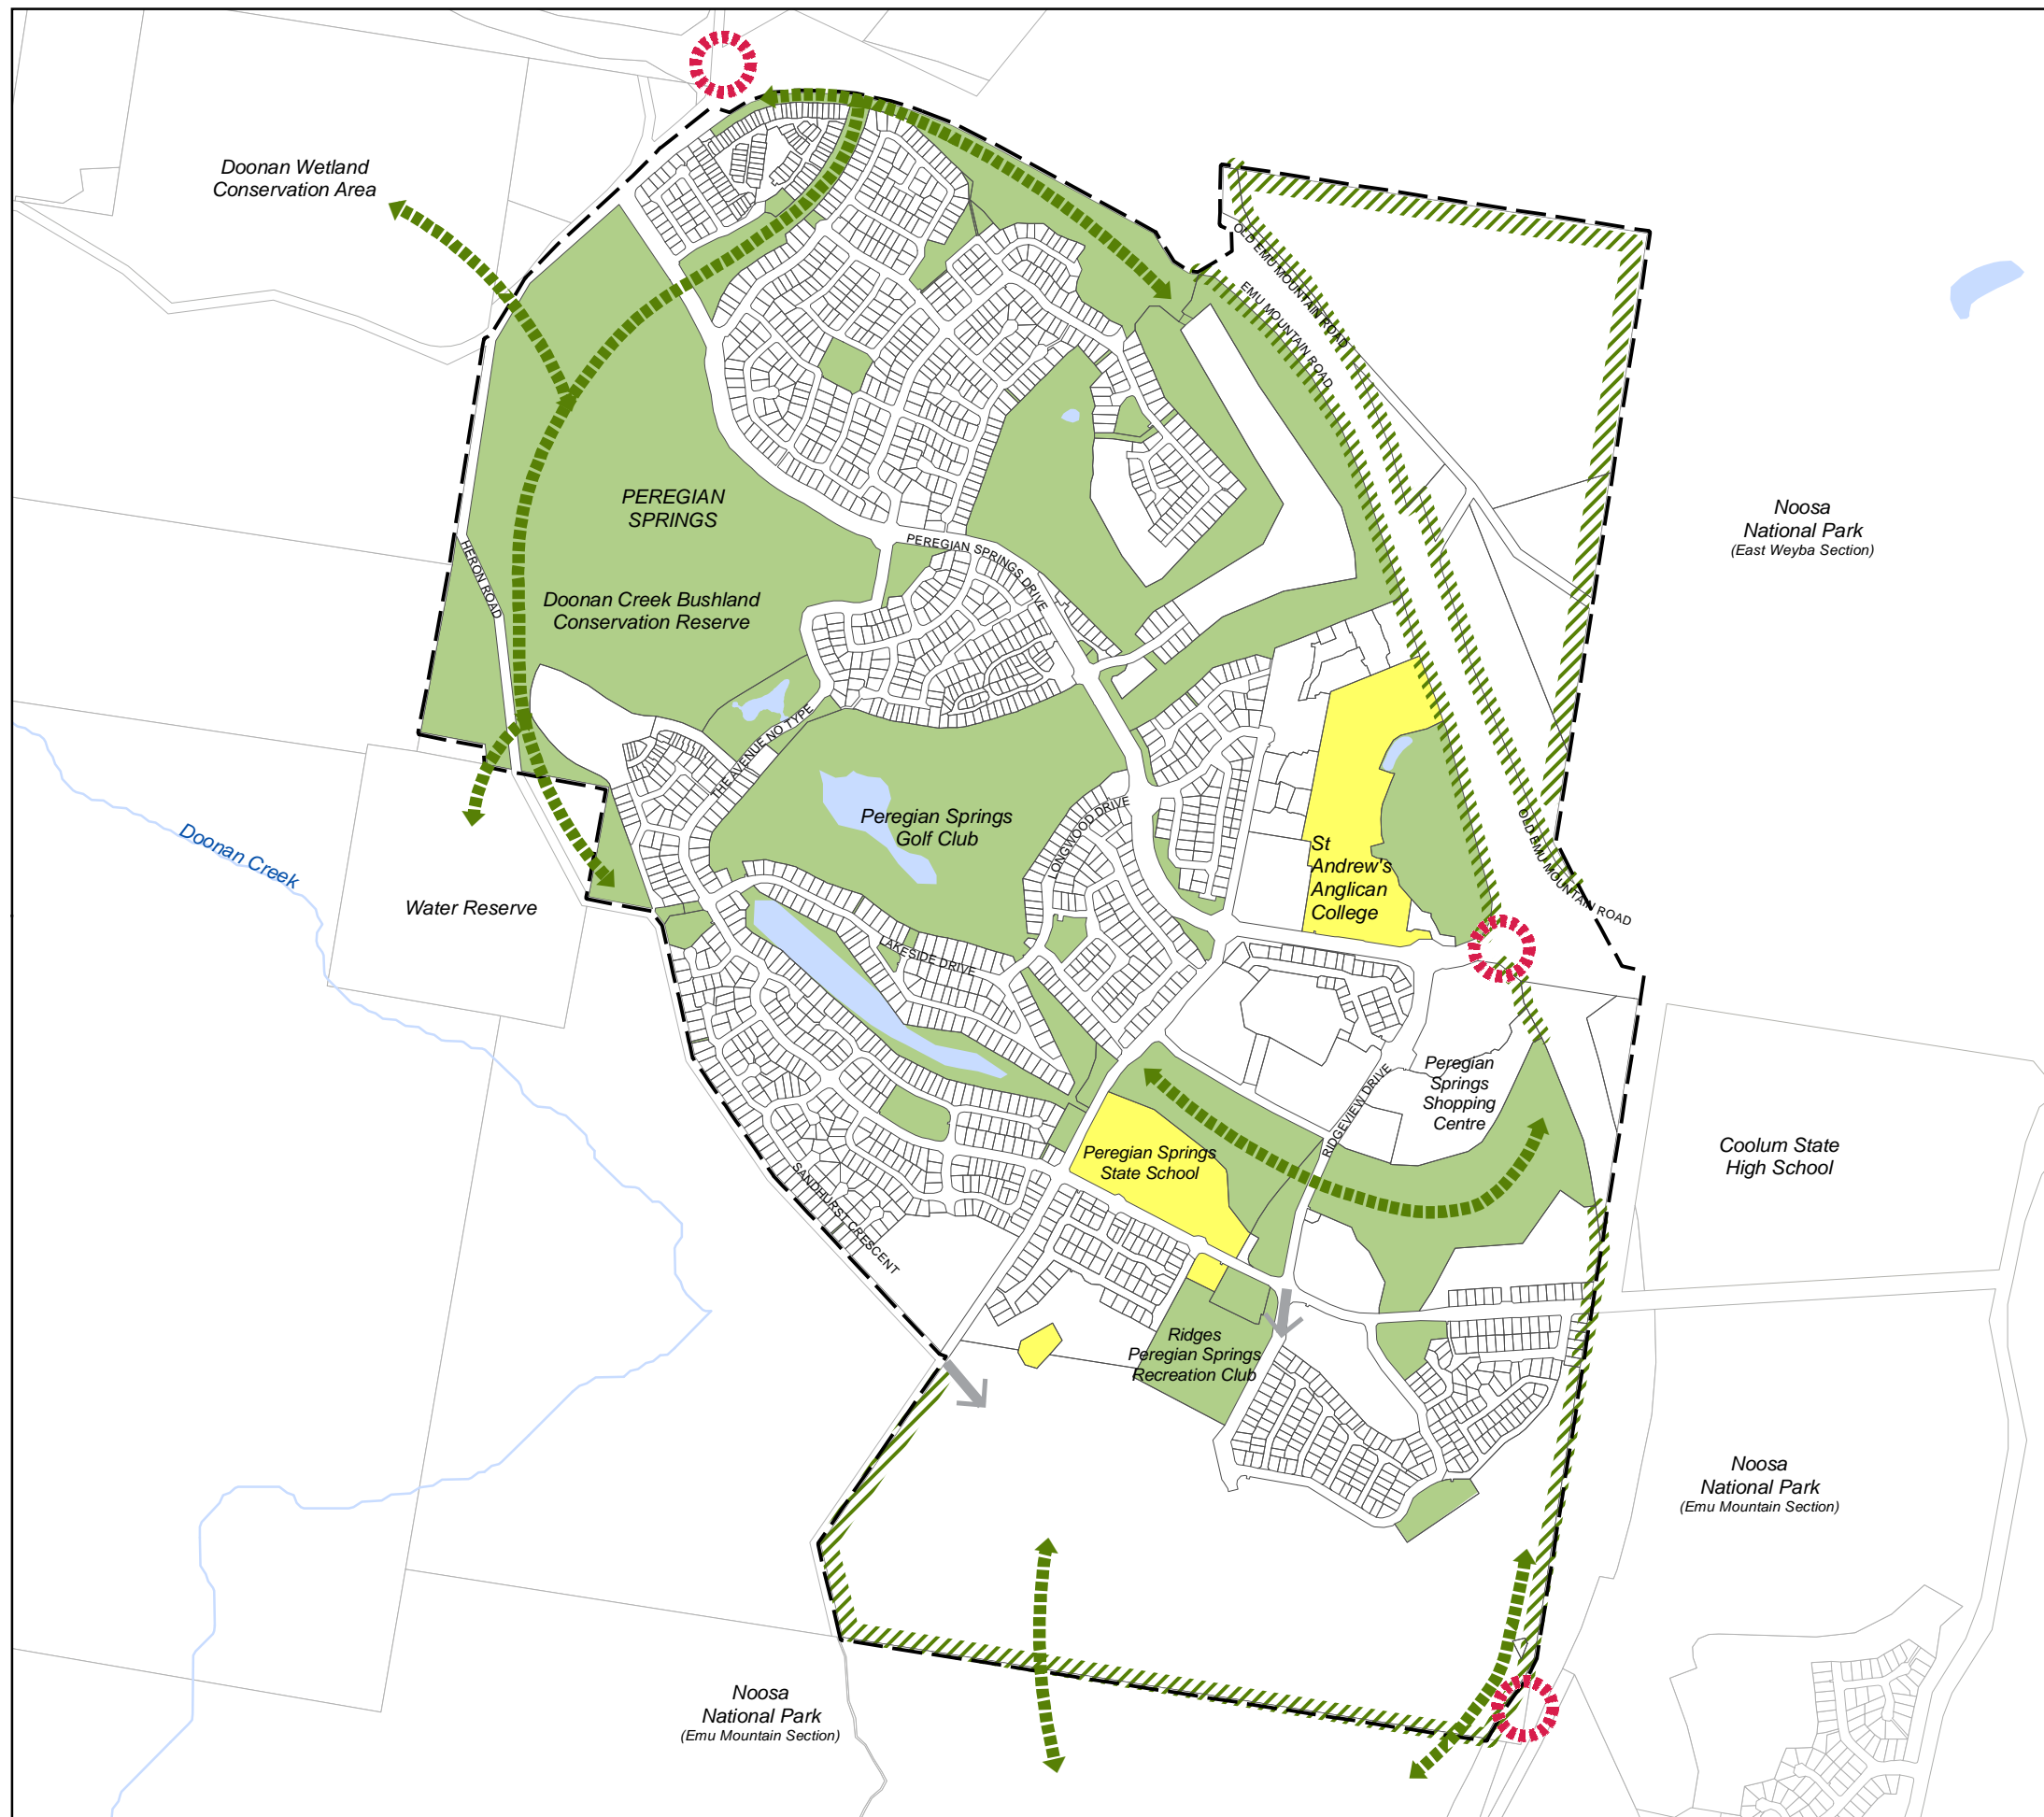 Doonan Wetland
Conservation Area
OLD EMU MOUNTAIN ROAD
EMU MOUNTAIN ROAD
PEREGIAN
SPRINGS
Noosa
National Park
(East Weyba Section)
PEREGIAN SPRINGS DRIVE
HERON ROAD
Doonan Creek Bushland
Conservation Reserve
THE AVENUE NO TYPE
Peregian Springs
Golf Club
LONGWOOD DRIVE
Doonan Creek
St
Andrew's
Anglican
College
OLD EMU MOUNTAIN ROAD
Water Reserve
LAKESIDE DRIVE
Peregian
Springs
Shopping
Centre
RIDGEVIEW DRIVE
Peregian Springs
State School
Coolum State
High School
SANDHURST CRESCENT
Ridges
Peregian Springs
Recreation Club
Noosa
National Park
(Emu Mountain Section)
Noosa
National Park
(Emu Mountain Section)